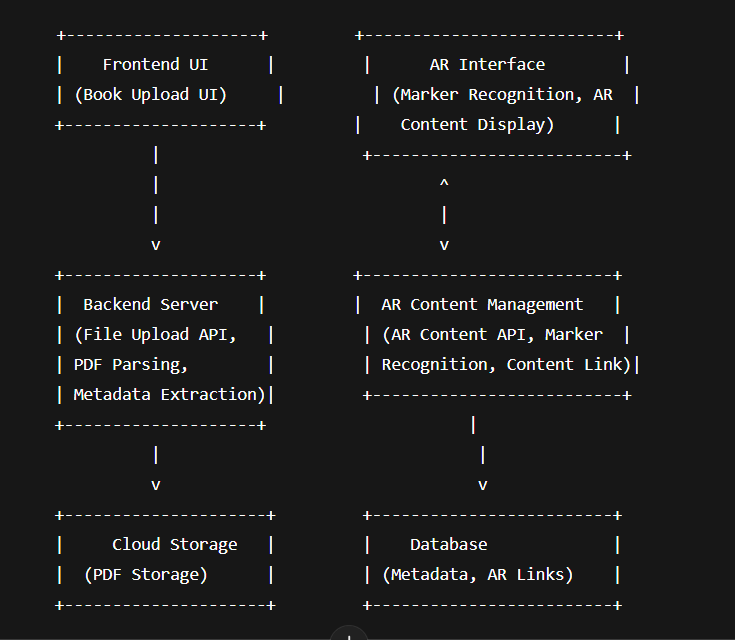 +--------------------+         +--------------------------+
|    Frontend UI      |         |      AR Interface        |
| (Book Upload UI)     |         | (Marker Recognition, AR  |
+--------------------+         |    Content Display)      |
          |                     +--------------------------+
          |                             ^
          |                             |
          v                             v
+--------------------+         +--------------------------+
|  Backend Server    |         |  AR Content Management   |
| (File Upload API,   |         | (AR Content API, Marker  |
| PDF Parsing,        |         | Recognition, Content Link)|
| Metadata Extraction)|         +--------------------------+
+--------------------+                     |
          |                                 |
          v                                 v
+---------------------+         +-------------------------+
|     Cloud Storage   |         |    Database             |
|  (PDF Storage)      |         | (Metadata, AR Links)    |
+---------------------+         +-------------------------+